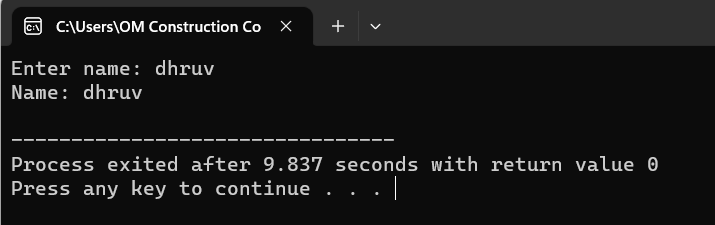 C:\Users\OM Construction Co
Enter name: dhruv
Name: dhruv
--------------------------------
Process exited after 9.837 seconds with return value 0
Press any key to continue . . .